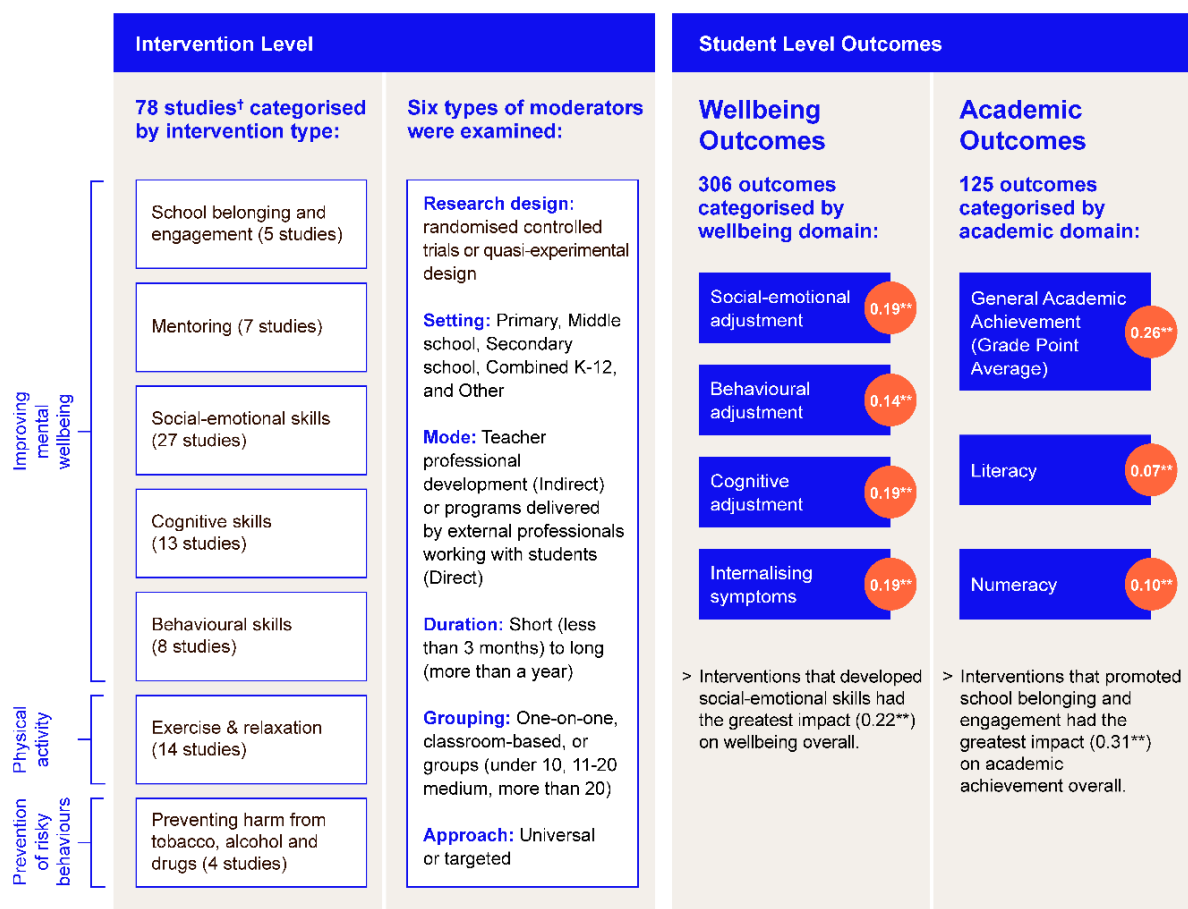 Intervention Level
78 studies† categorised
by intervention type:
Improving
mental
wellbeing
School belonging and
engagement (5 studies)
Mentoring (7 studies)
Social-emotional skills
(27 studies)
Cognitive skills
(13 studies)
Behavioural skills
(8 studies)
Physical
activity
Exercise & relaxation
(14 studies)
Prevention
of risky
behaviours
Preventing harm from
tobacco, alcohol and
drugs (4 studies)
Six types of moderators
were examined:
Research design:
randomised controlled
trials or quasi-experimental
design
Setting: Primary, Middle
school, Secondary
school, Combined K-12,
and Other
Mode: Teacher
professional
development (Indirect)
or programs delivered
by external professionals
working with students
(Direct)
Duration: Short (less
than 3 months) to long
(more than a year)
Grouping: One-on-one,
classroom-based, or
groups (under 10, 11-20
medium, more than 20)
Approach: Universal
or targeted
Student Level Outcomes
Wellbeing
Outcomes
306 outcomes
categorised by
wellbeing domain:
Social-emotional
adjustment
0.19**
Behavioural
adjustment
0.14**
Cognitive
adjustment
0.19**
Internalising
symptoms
0.19**
> Interventions that developed
social-emotional skills had
the greatest impact (0.22**)
on wellbeing overall.
Academic
Outcomes
125 outcomes
categorised by
academic domain:
General Academic
Achievement
(Grade Point
Average)
0.26**
Literacy
0.07**
Numeracy
0.10**
> Interventions that promoted
school belonging and
engagement had the
greatest impact (0.31**)
on academic
achievement overall.